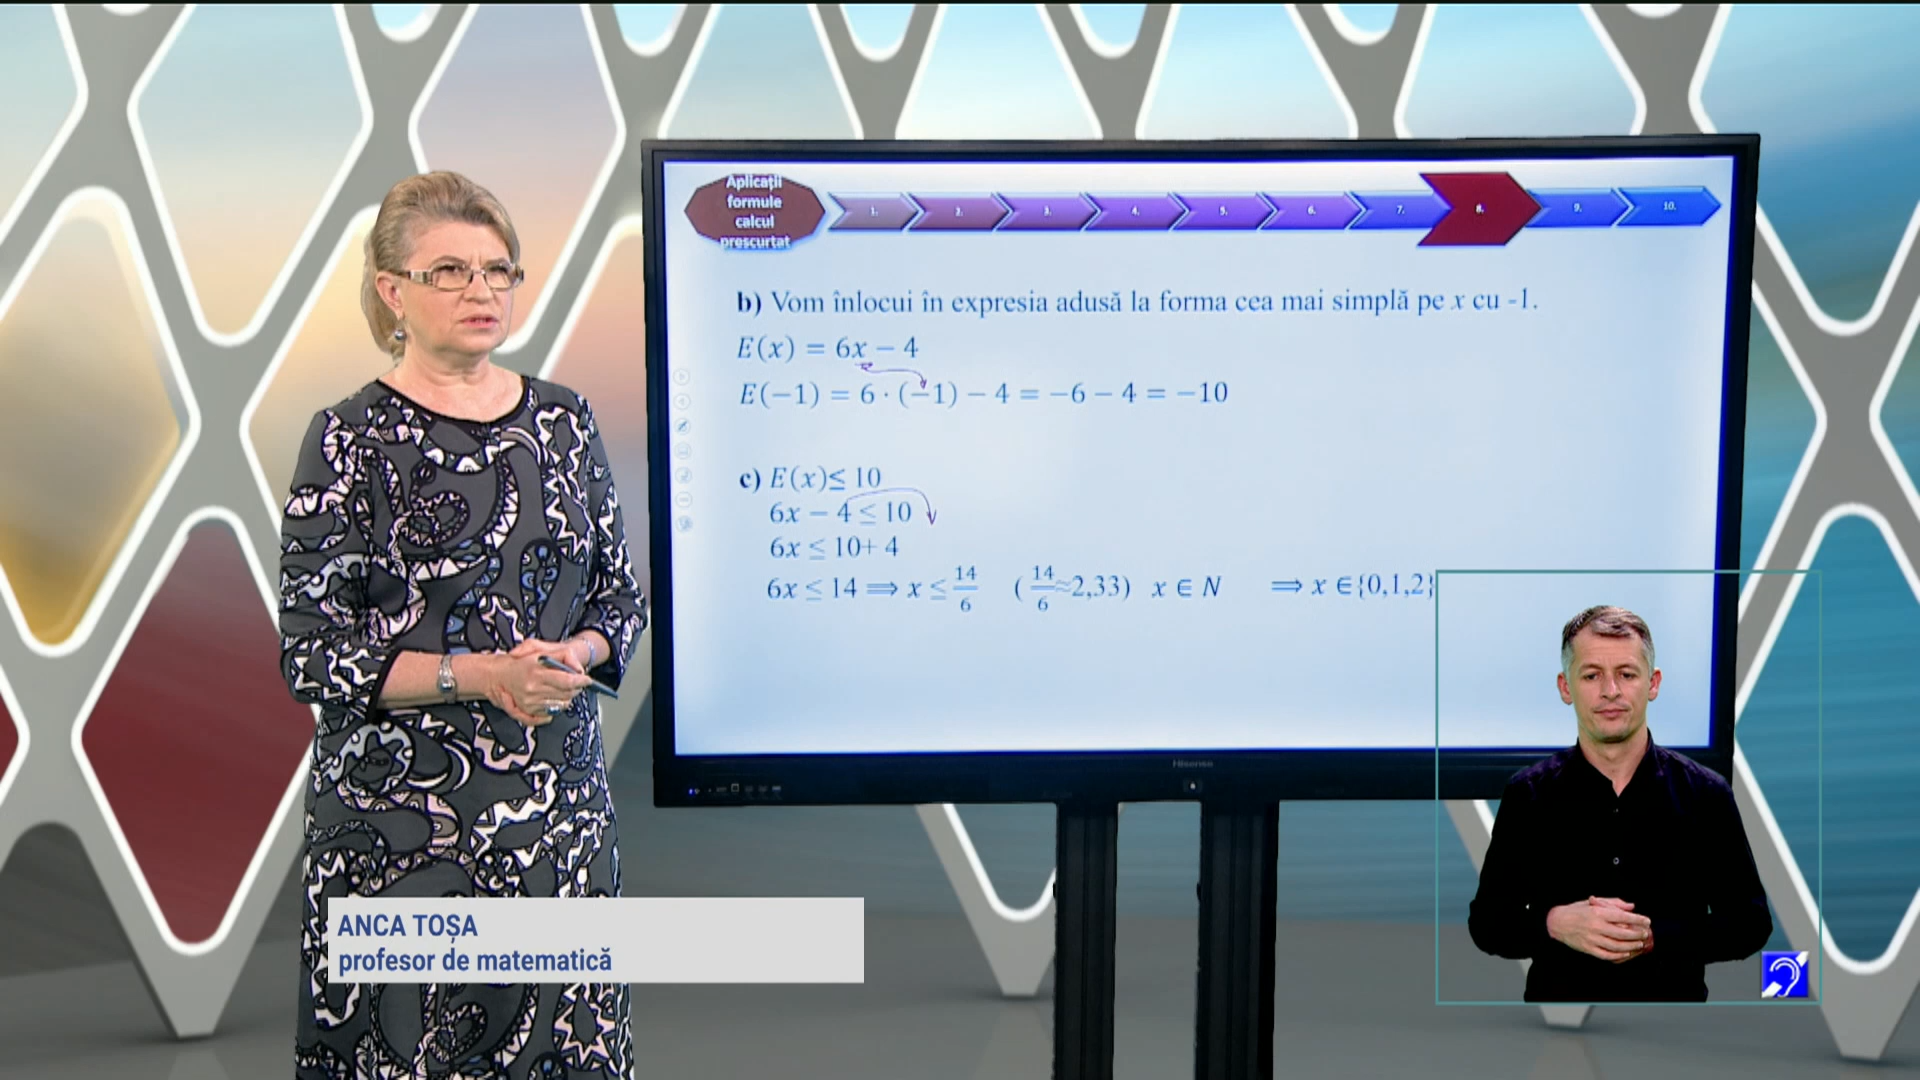 Aplicații
formule
calcul
prescurtat
1. 2. 3. 4. 5. 6. 7. 8. 9. 10.
b) Vom înlocui în expresia adusă la forma cea mai simplă pe x cu -1.
E(x) = 6x − 4
E(−1) = 6 · (−1) − 4 = −6 − 4 = −10
c) E(x)≤ 10
6x − 4 ≤ 10
6x ≤ 10+ 4
6x ≤ 14 ⟹ x ≤ 14/6 ( 14/6 ≈2,33) x ∈ N ⟹ x ∈{0,1,2}
Hisense
ANCA TOȘA
profesor de matematică